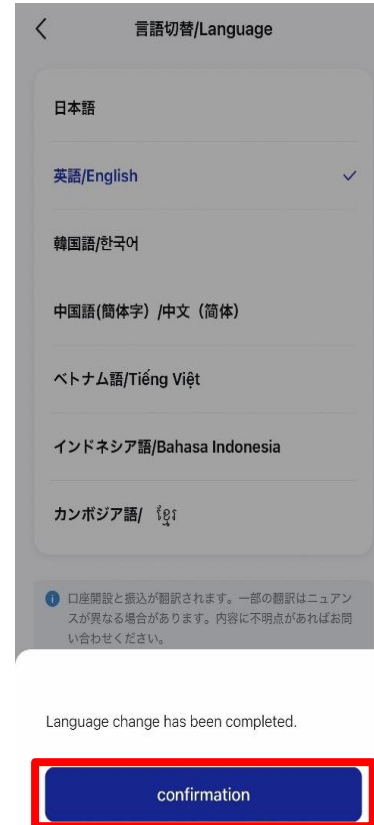 言語切替/Language
日本語
英語/English
韓国語/한국어
中国語(簡体字）/中文（简体）
ベトナム語/Tiếng Việt
インドネシア語/Bahasa Indonesia
カンボジア語/ ខ្មែរ
口座開設と振込が翻訳されます。一部の翻訳はニュアン
スが異なる場合があります。内容に不明点があればお問
い合わせください。
Language change has been completed.
confirmation